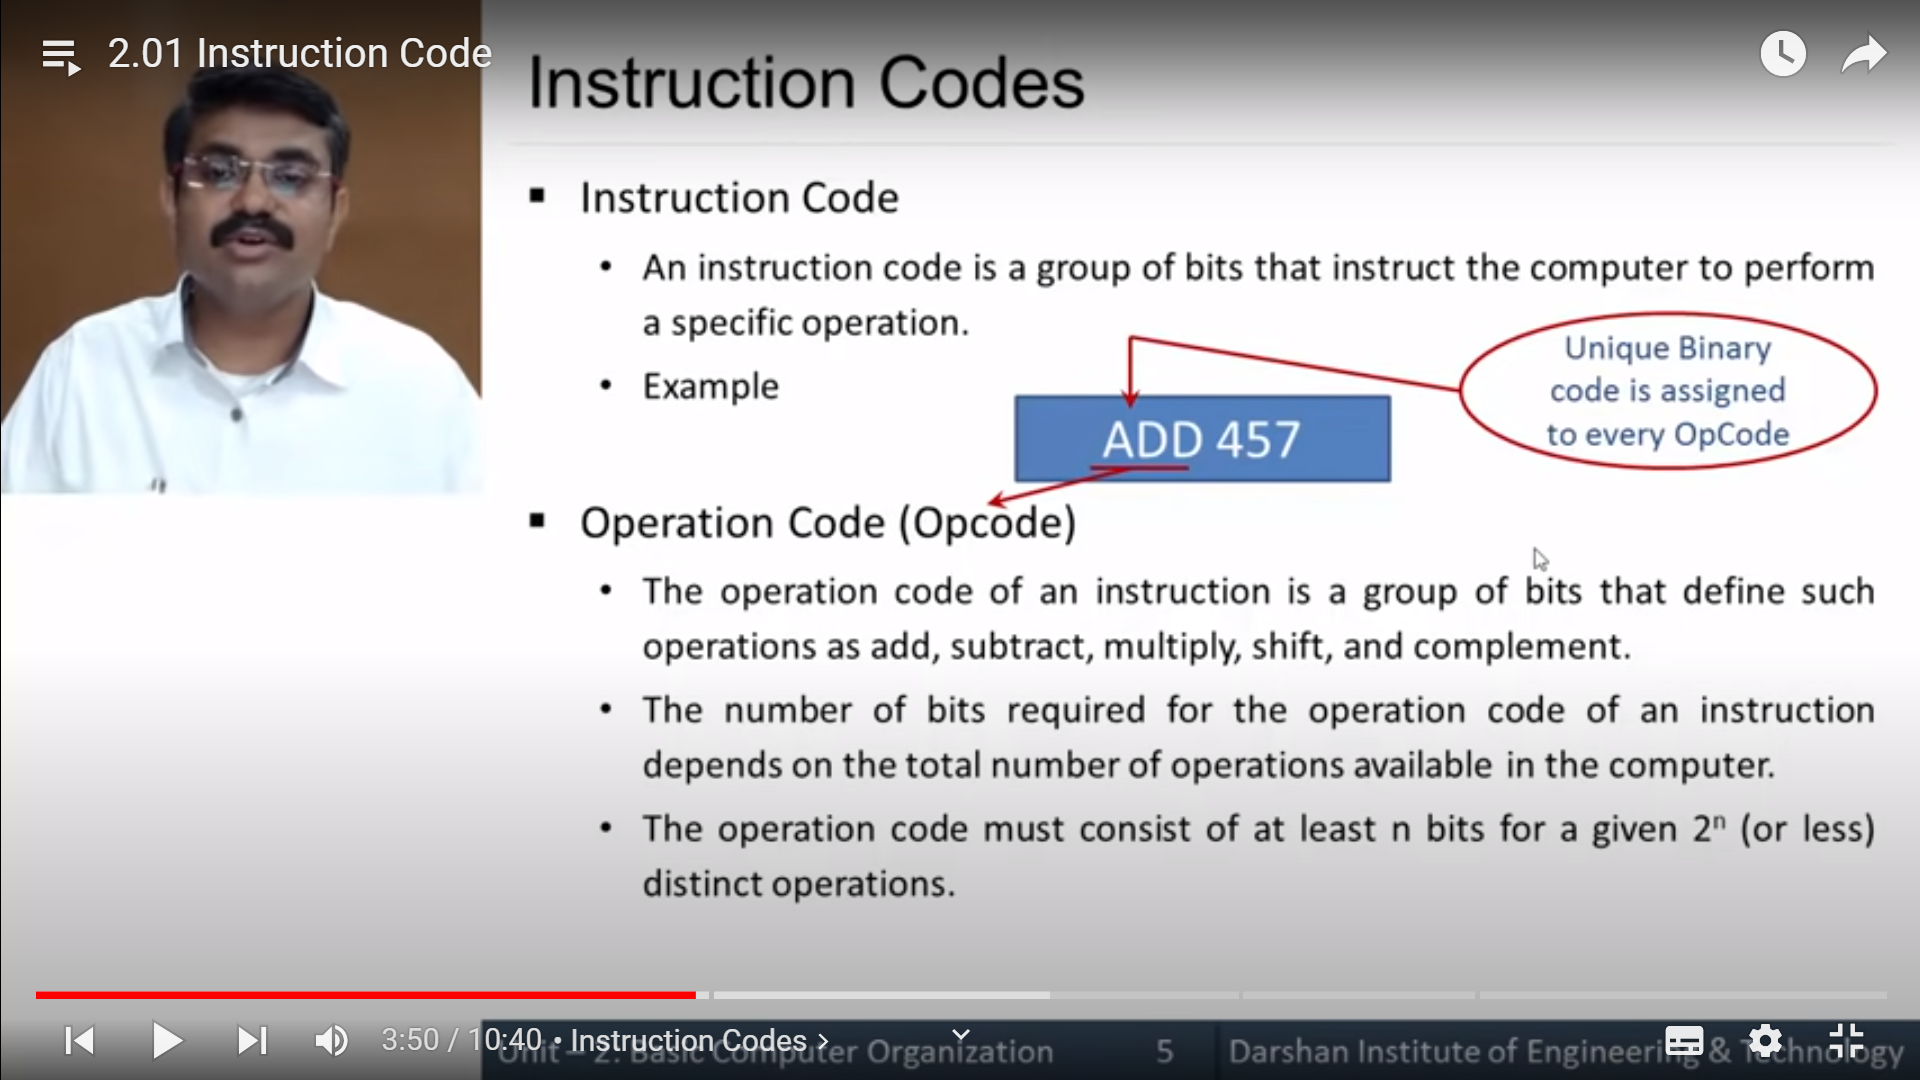 2.01 Instruction Code
Instruction Codes
▪ Instruction Code
• An instruction code is a group of bits that instruct the computer to perform
a specific operation.
• Example
ADD 457
Unique Binary
code is assigned
to every OpCode
▪ Operation Code (Opcode)
• The operation code of an instruction is a group of bits that define such
operations as add, subtract, multiply, shift, and complement.
• The number of bits required for the operation code of an instruction
depends on the total number of operations available in the computer.
• The operation code must consist of at least n bits for a given 2ⁿ (or less)
distinct operations.
3:50 / 10:40 • Instruction Codes ›
Unit – 2: Basic Computer Organization 5 Darshan Institute of Engineering & Technology